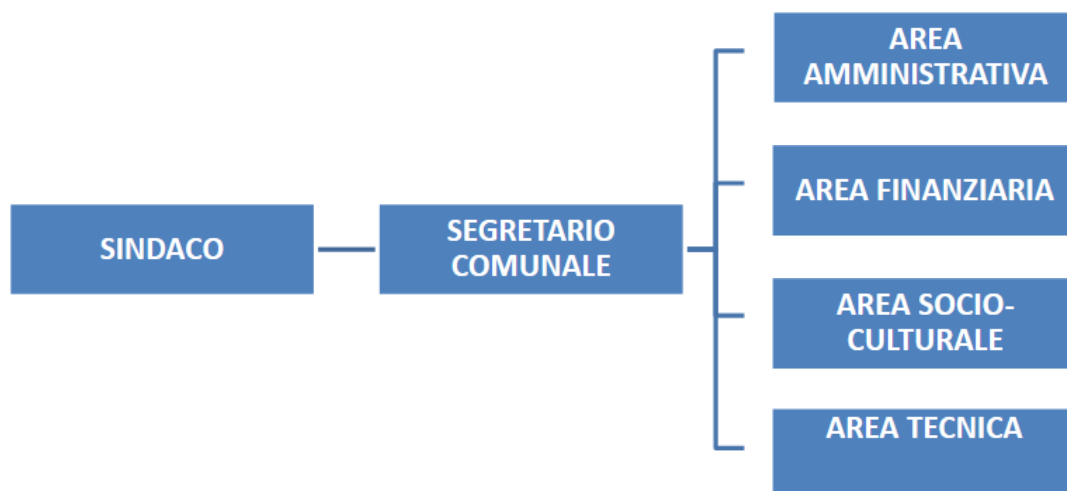 SINDACO
SEGRETARIO
COMUNALE
AREA
AMMINISTRATIVA
AREA FINANZIARIA
AREA SOCIO-
CULTURALE
AREA TECNICA